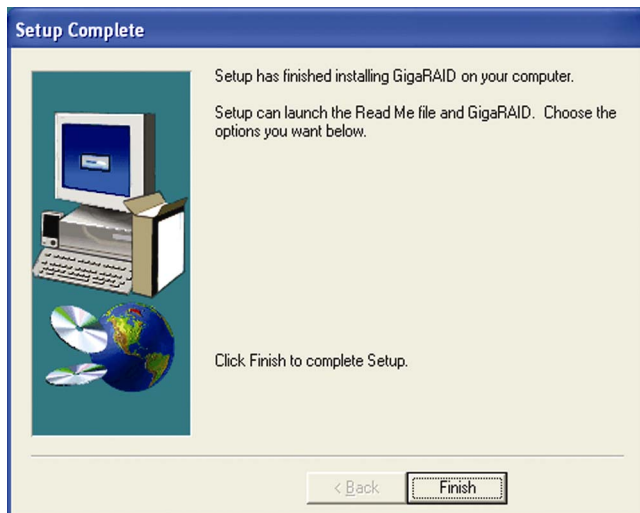 Setup Complete
Setup has finished installing GigaRAID on your computer.
Setup can launch the Read Me file and GigaRAID. Choose the
options you want below.
Click Finish to complete Setup.
< Back
Finish